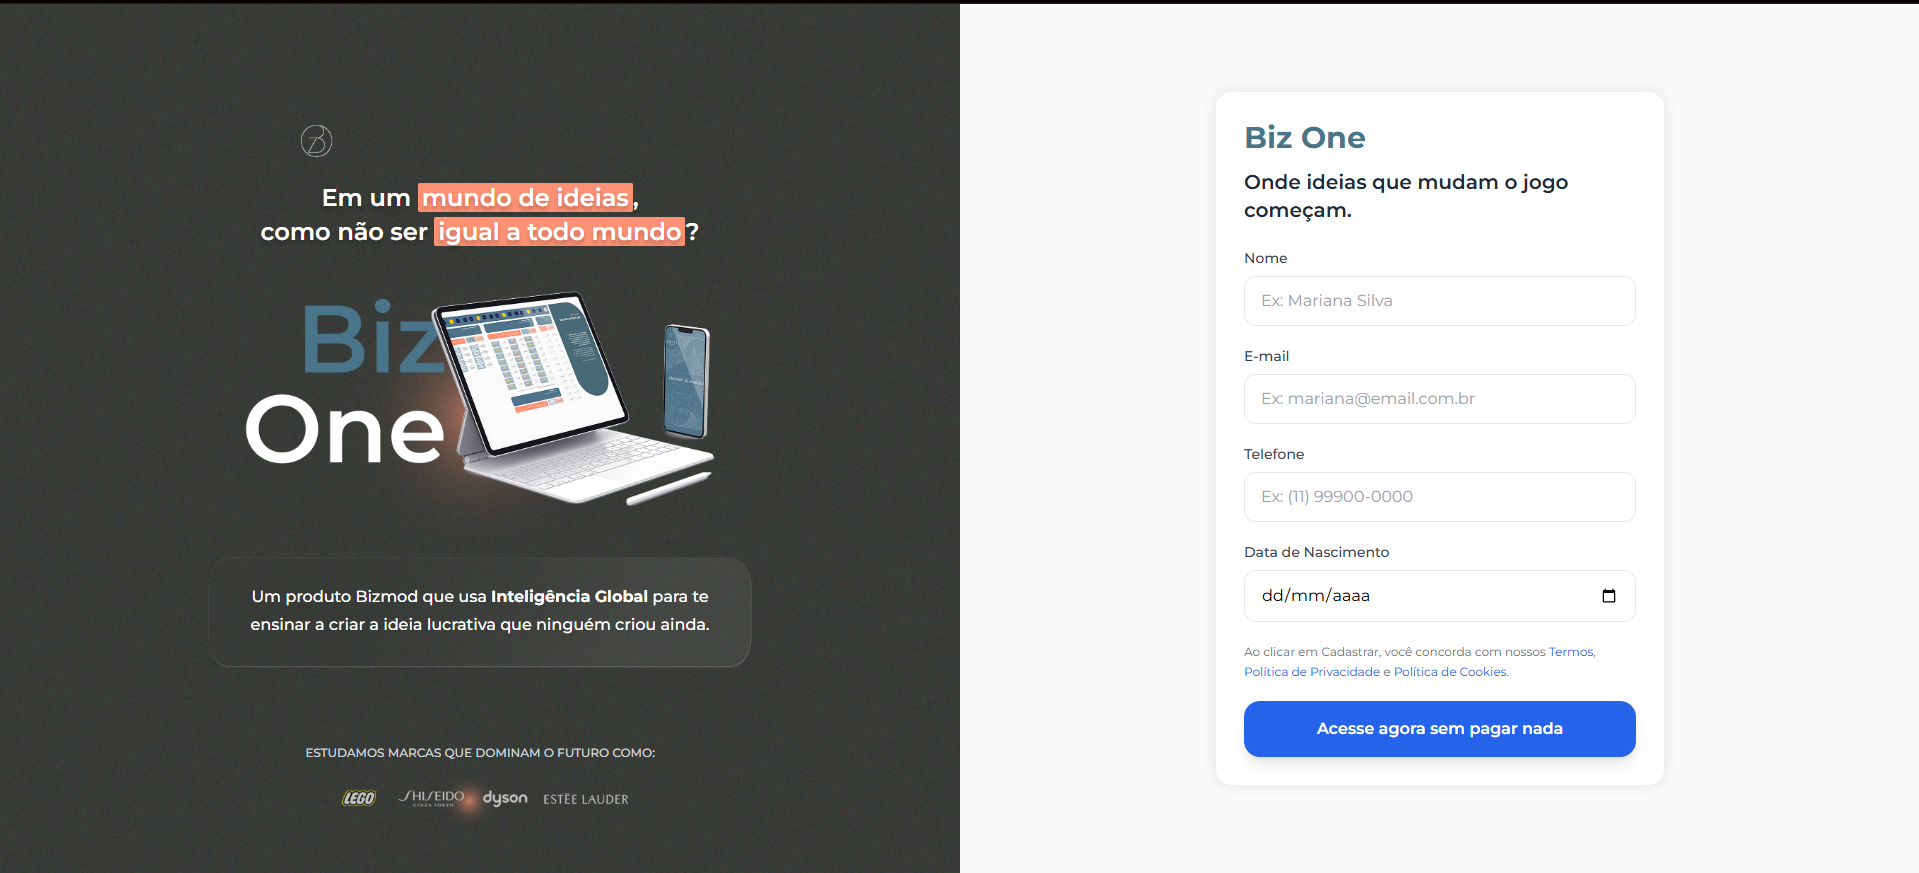 Em um mundo de ideias,
como não ser igual a todo mundo?
Biz
One
Um produto Bizmod que usa Inteligência Global para te
ensinar a criar a ideia lucrativa que ninguém criou ainda.
ESTUDAMOS MARCAS QUE DOMINAM O FUTURO COMO:
LEGO SHISEIDO dyson ESTĒE LAUDER
GINZA TOKYO
Biz One
Onde ideias que mudam o jogo
começam.
Nome
Ex: Mariana Silva
E-mail
Ex: mariana@email.com.br
Telefone
Ex: (11) 99900-0000
Data de Nascimento
dd/mm/aaaa
Ao clicar em Cadastrar, você concorda com nossos Termos,
Política de Privacidade e Política de Cookies.
Acesse agora sem pagar nada